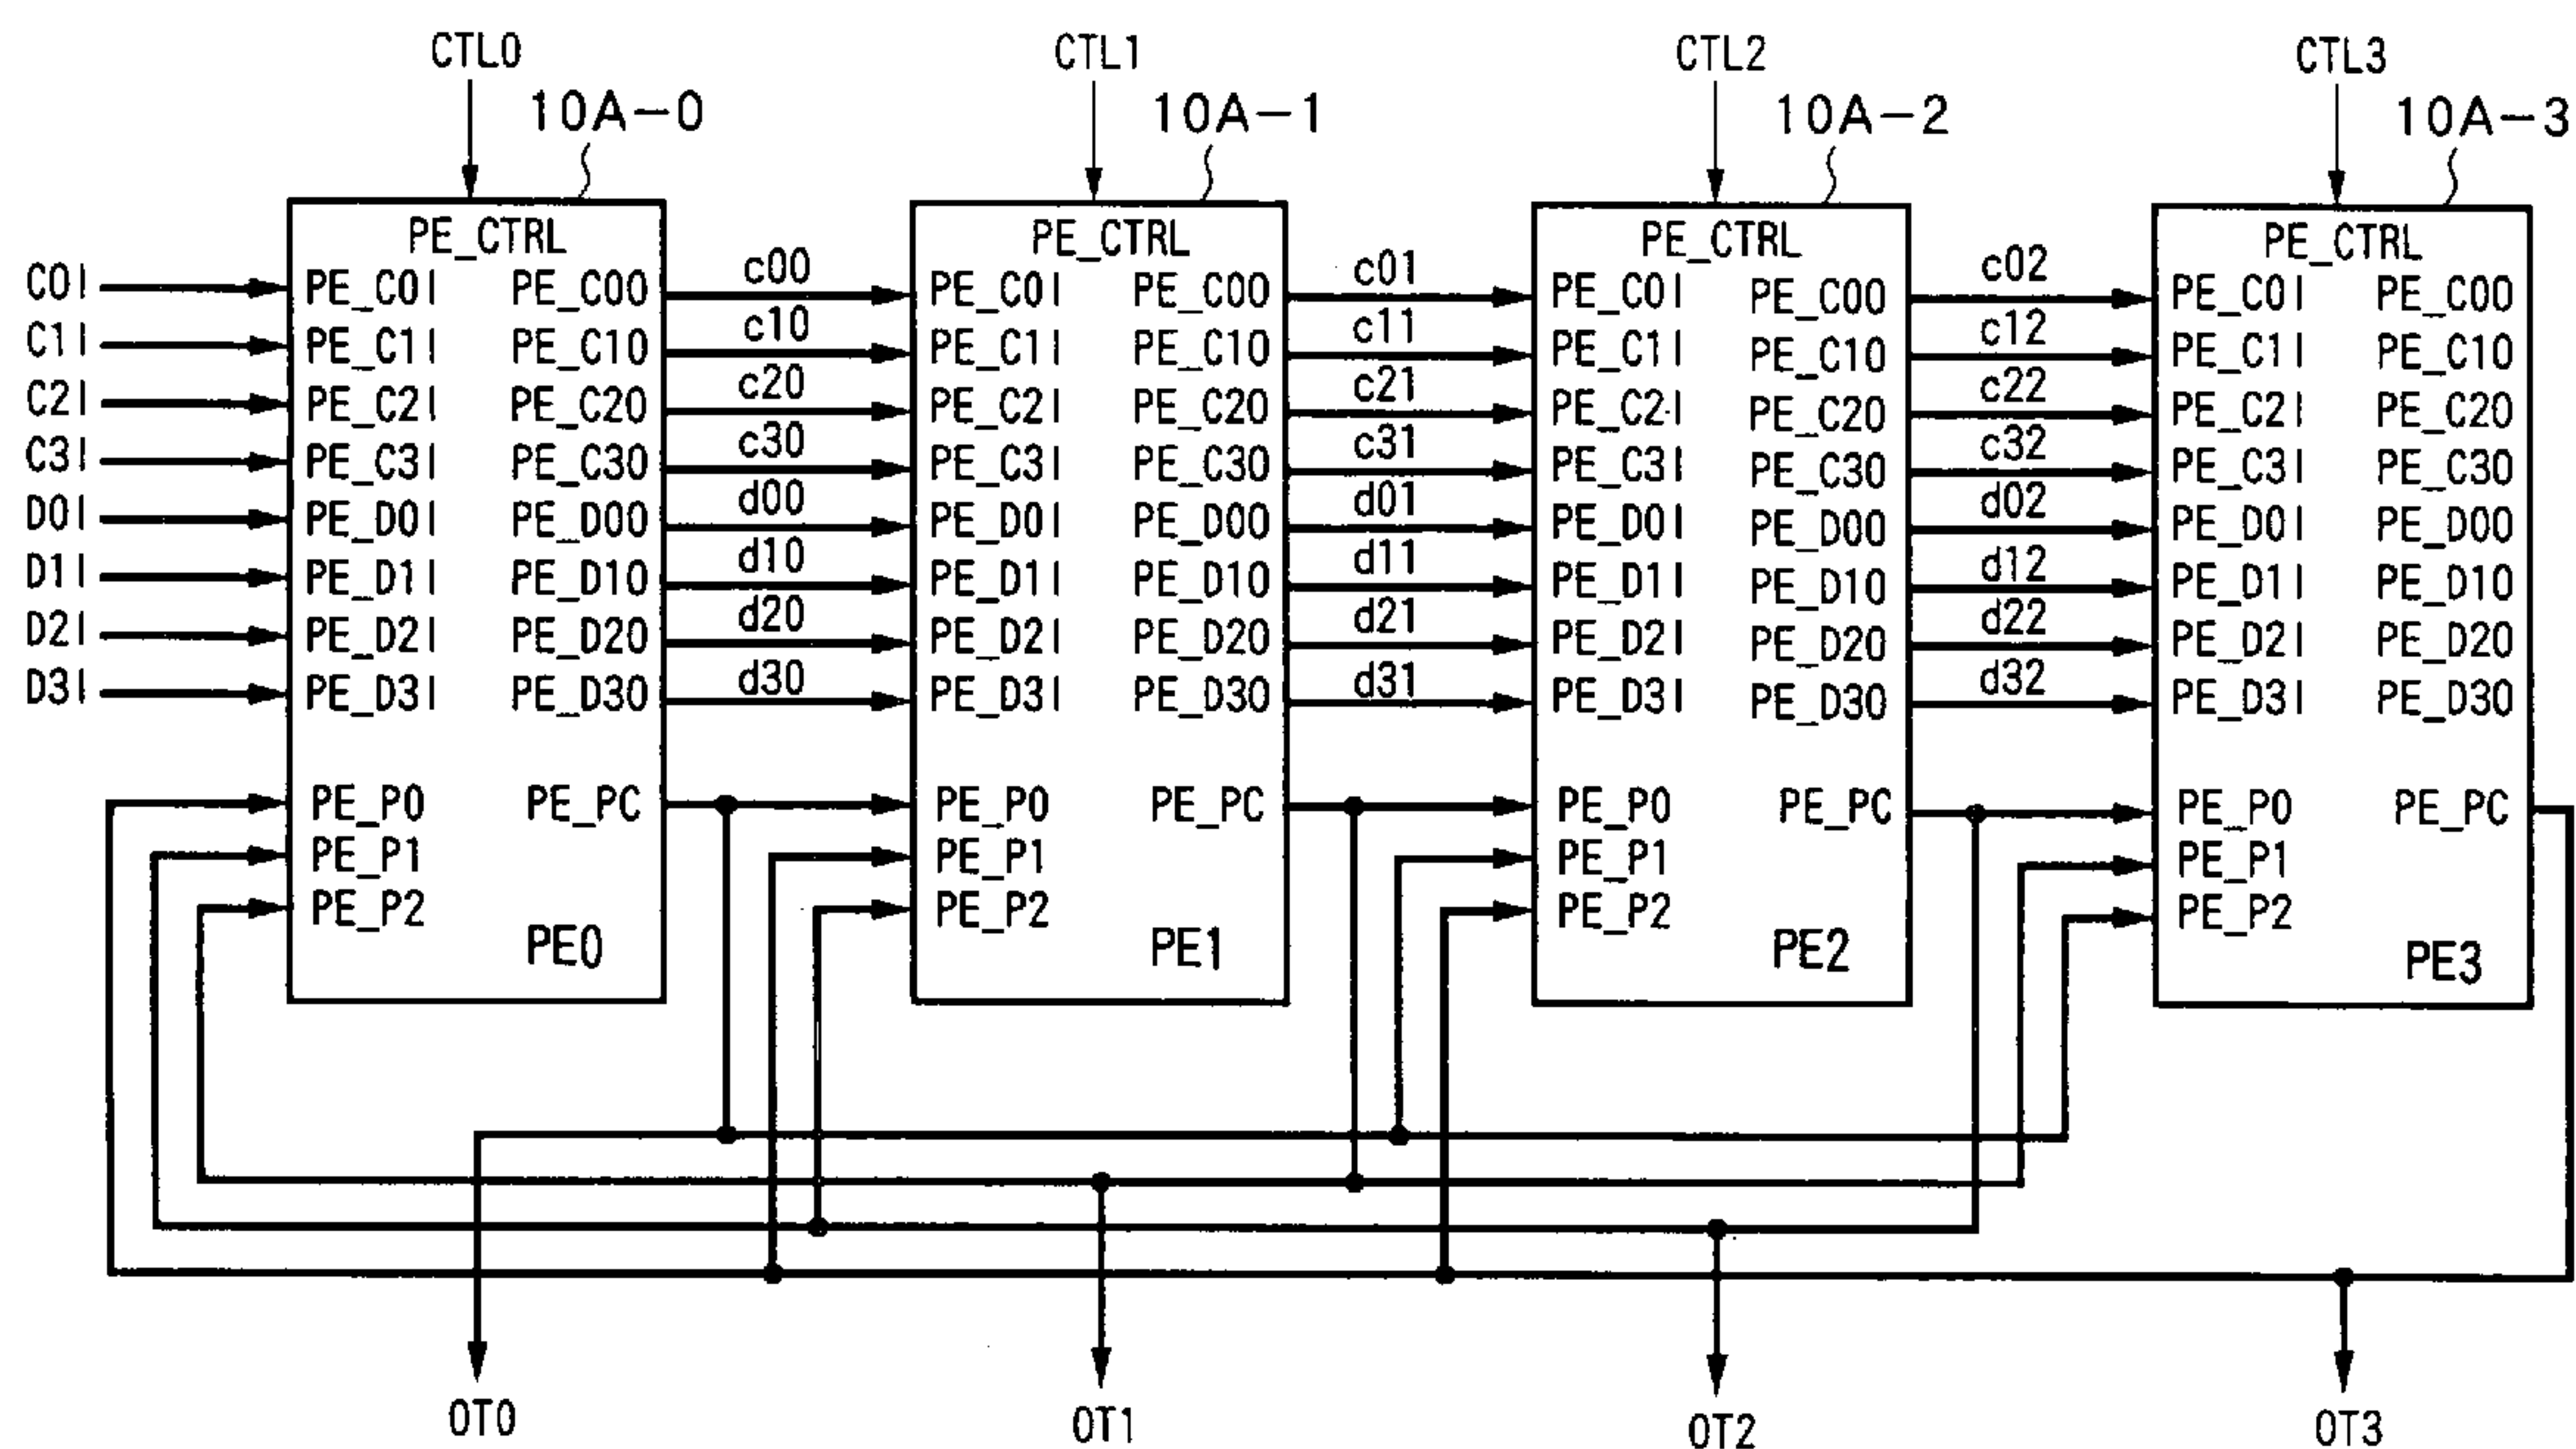 CTL0 CTL1 CTL2 CTL3
10A-0 10A-1 10A-2 10A-3
PE_CTRL PE_CTRL PE_CTRL PE_CTRL
C0I PE_C0I PE_C00 c00 PE_C0I PE_C00 c01 PE_C0I PE_C00 c02 PE_C0I PE_C00
C1I PE_C1I PE_C10 c10 PE_C1I PE_C10 c11 PE_C1I PE_C10 c12 PE_C1I PE_C10
C2I PE_C2I PE_C20 c20 PE_C2I PE_C20 c21 PE_C2I PE_C20 c22 PE_C2I PE_C20
C3I PE_C3I PE_C30 c30 PE_C3I PE_C30 c31 PE_C3I PE_C30 c32 PE_C3I PE_C30
D0I PE_D0I PE_D00 d00 PE_D0I PE_D00 d01 PE_D0I PE_D00 d02 PE_D0I PE_D00
D1I PE_D1I PE_D10 d10 PE_D1I PE_D10 d11 PE_D1I PE_D10 d12 PE_D1I PE_D10
D2I PE_D2I PE_D20 d20 PE_D2I PE_D20 d21 PE_D2I PE_D20 d22 PE_D2I PE_D20
D3I PE_D3I PE_D30 d30 PE_D3I PE_D30 d31 PE_D3I PE_D30 d32 PE_D3I PE_D30
PE_P0 PE_PC PE_P0 PE_PC PE_P0 PE_PC PE_P0 PE_PC
PE_P1 PE_P1 PE_P1 PE_P1
PE_P2 PE_P2 PE_P2 PE_P2
PE0 PE1 PE2 PE3
OT0 OT1 OT2 OT3